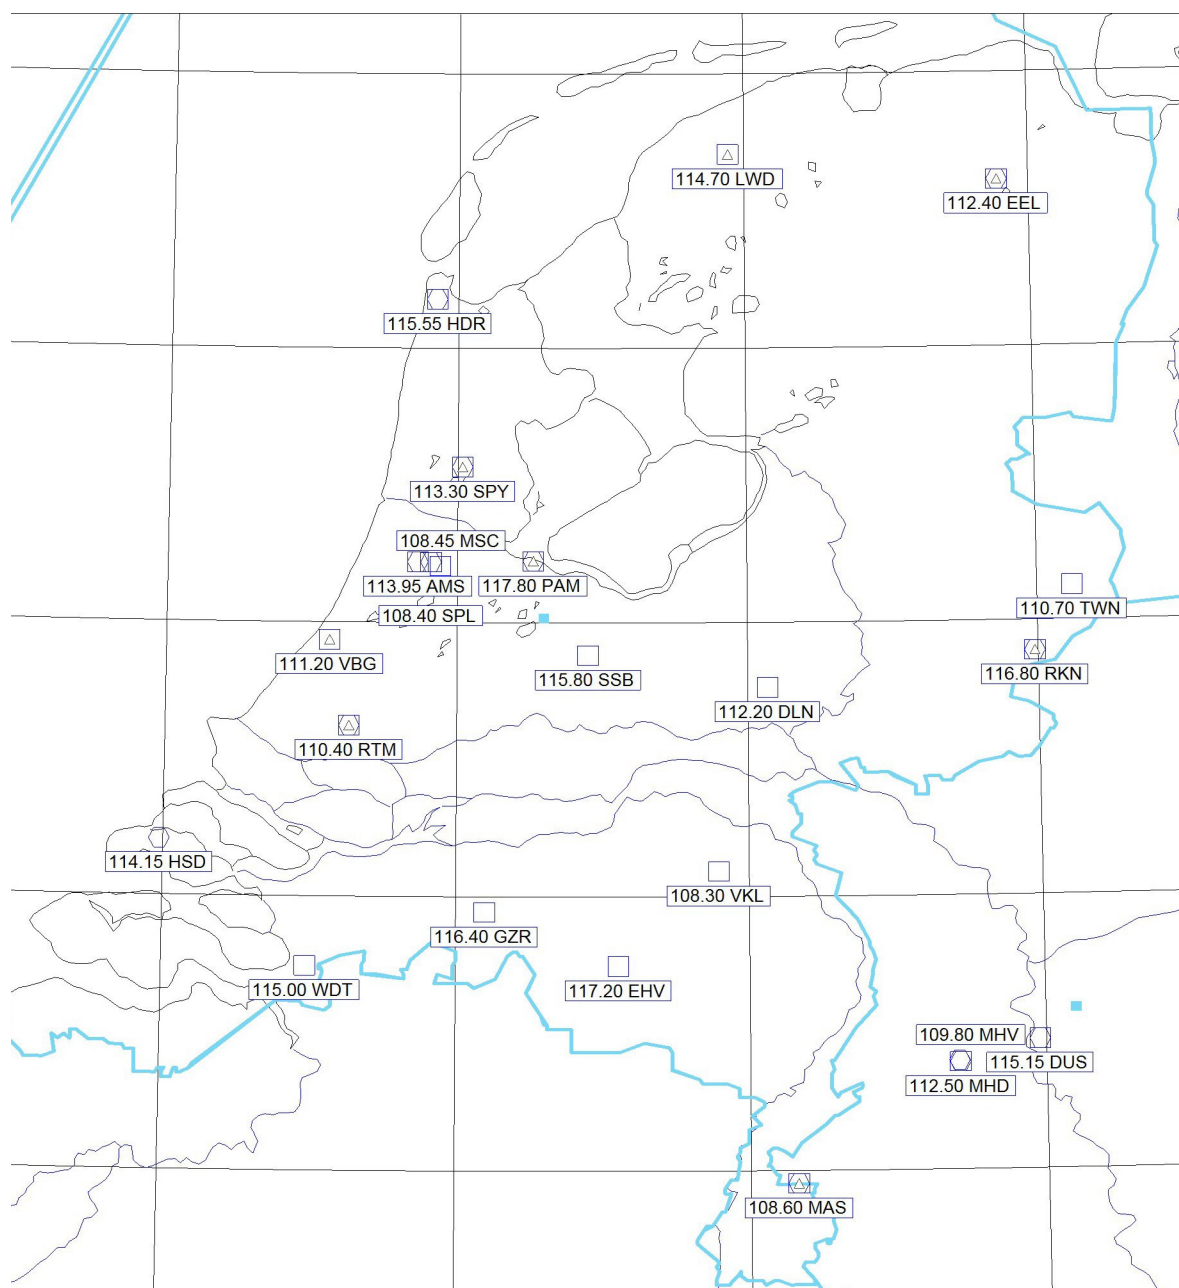 114.70 LWD
112.40 EEL
115.55 HDR
113.30 SPY
108.45 MSC
113.95 AMS
117.80 PAM
108.40 SPL
110.70 TWN
111.20 VBG
115.80 SSB
116.80 RKN
112.20 DLN
110.40 RTM
114.15 HSD
108.30 VKL
116.40 GZR
115.00 WDT
117.20 EHV
109.80 MHV
115.15 DUS
112.50 MHD
108.60 MAS